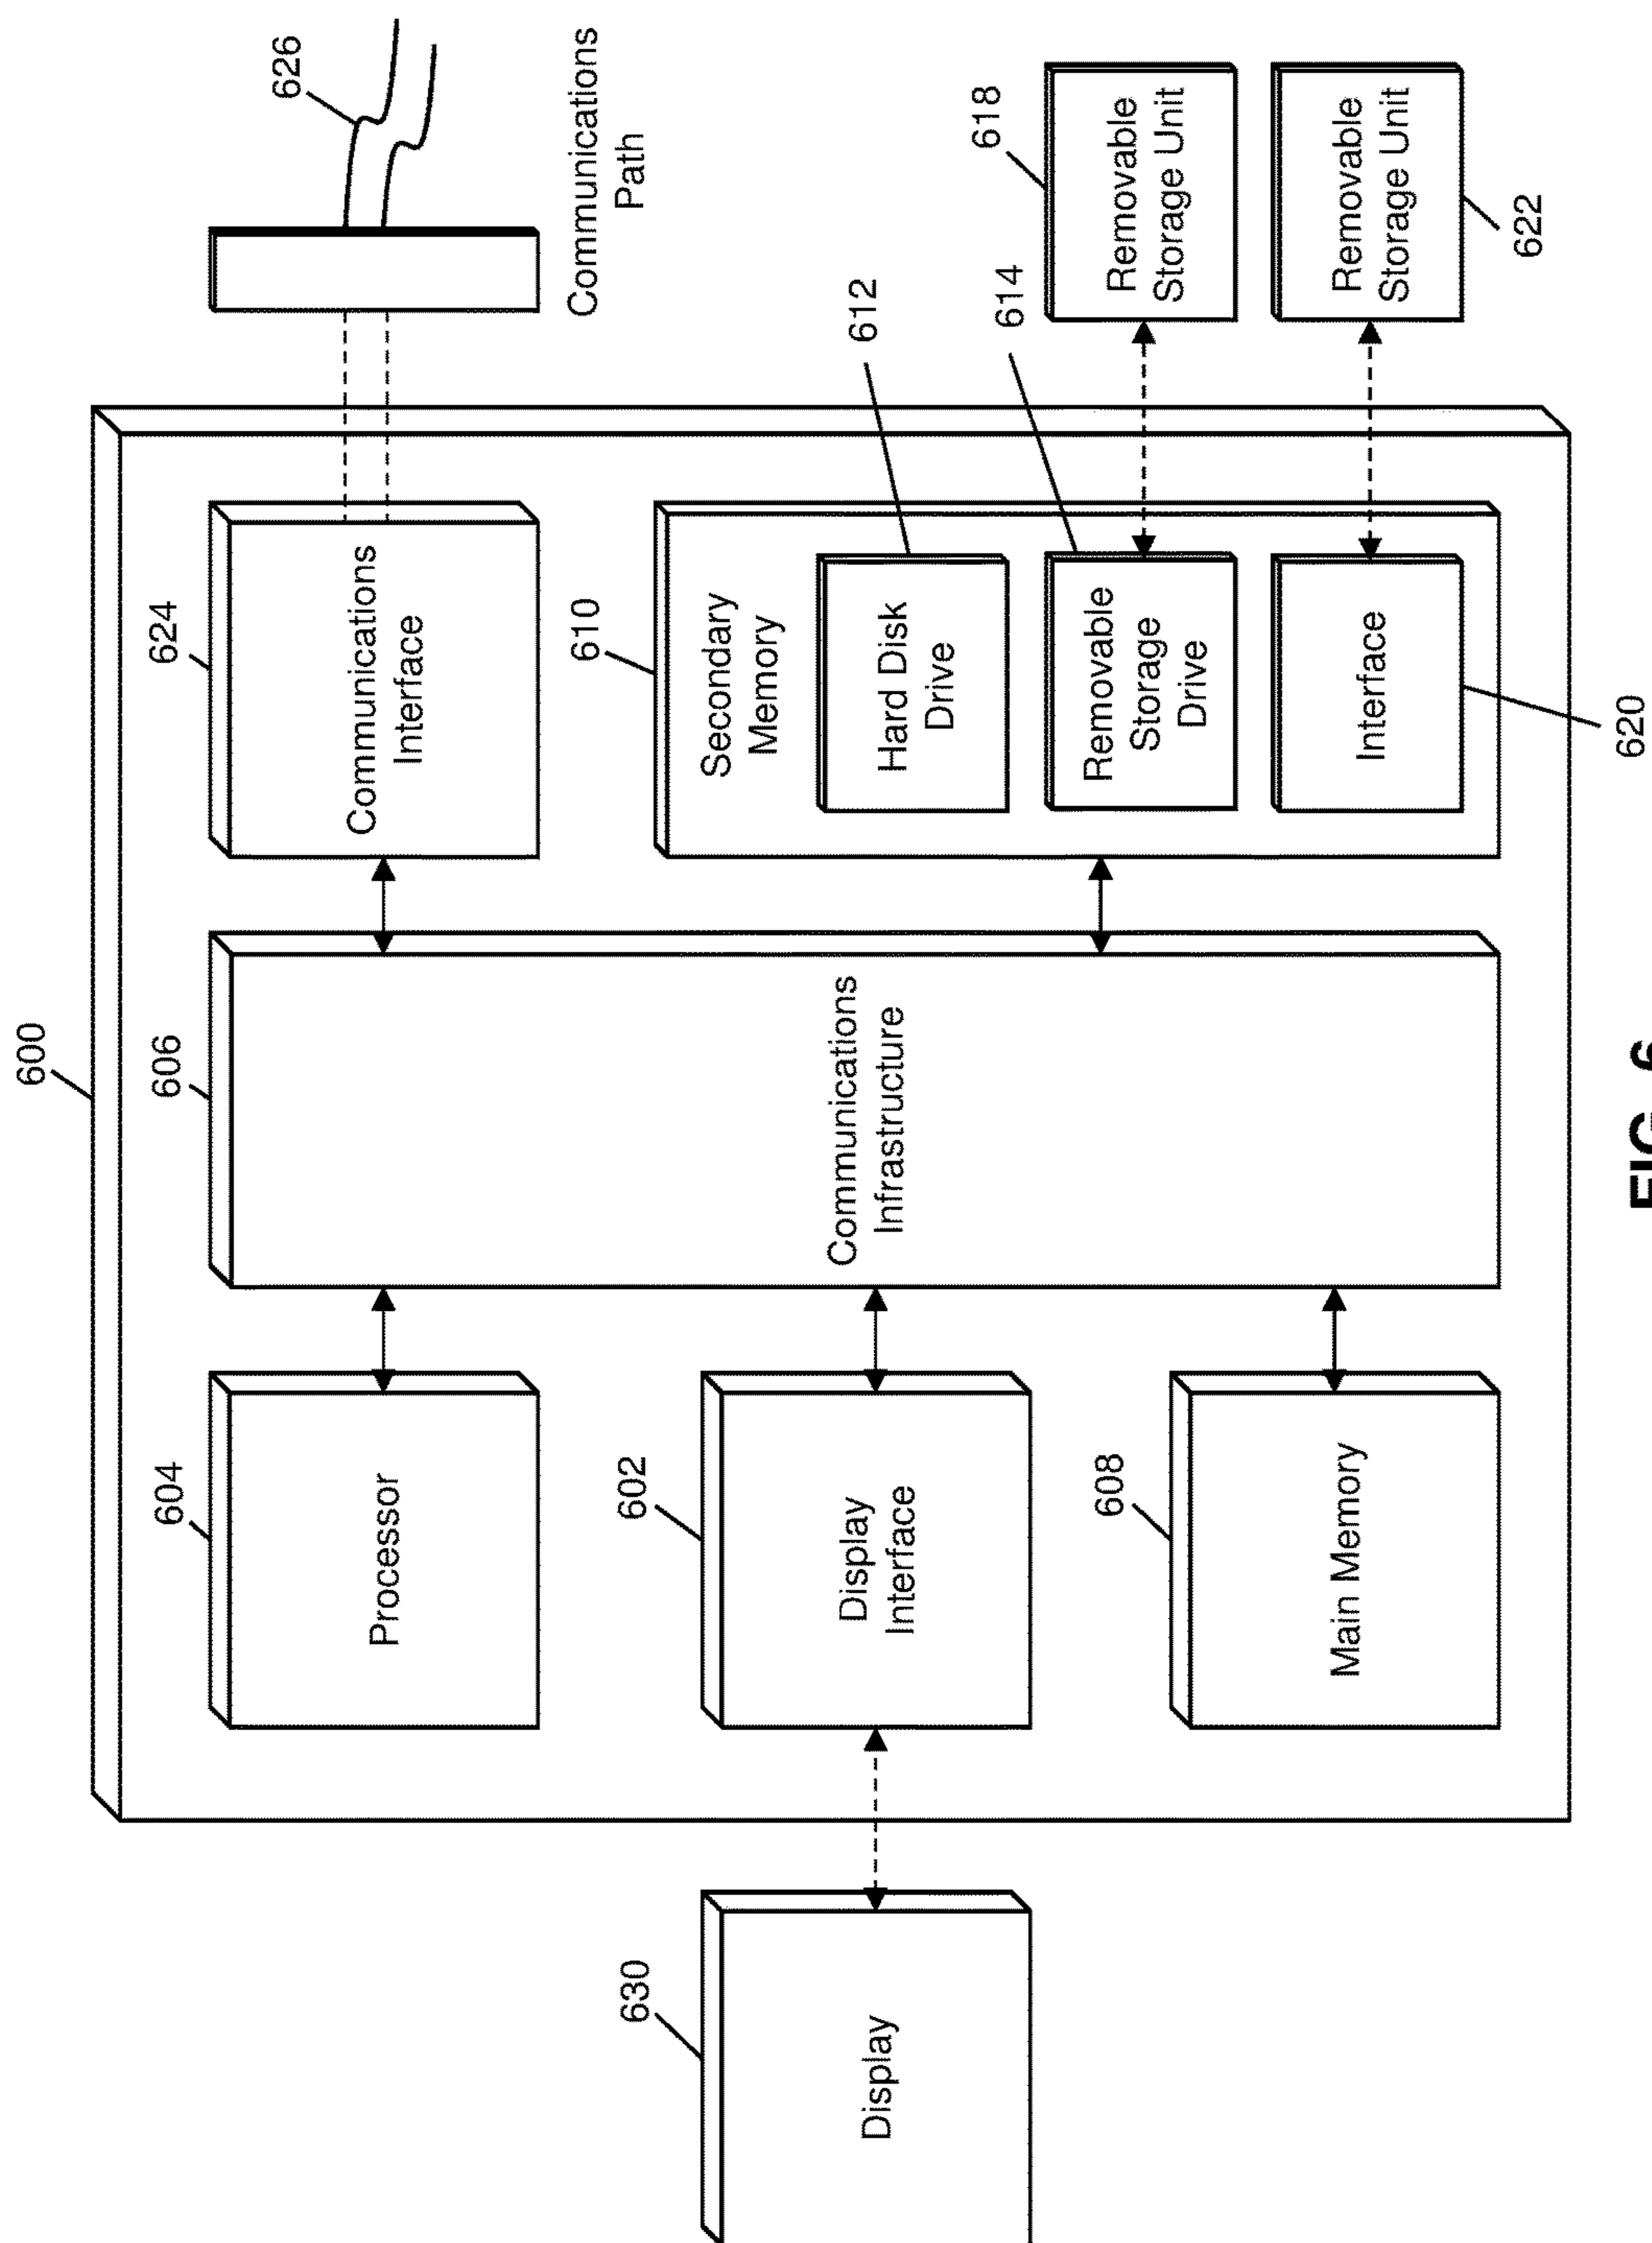 600
604
606
624
626
Processor
Communications
Interface
Communications
Path
630
602
610
Display
Display
Interface
Communications
Infrastructure
Secondary
Memory
612
Hard Disk
Drive
608
614
618
Removable
Storage
Drive
Removable
Storage Unit
Main Memory
Interface
Removable
Storage Unit
622
620
FIG. 6